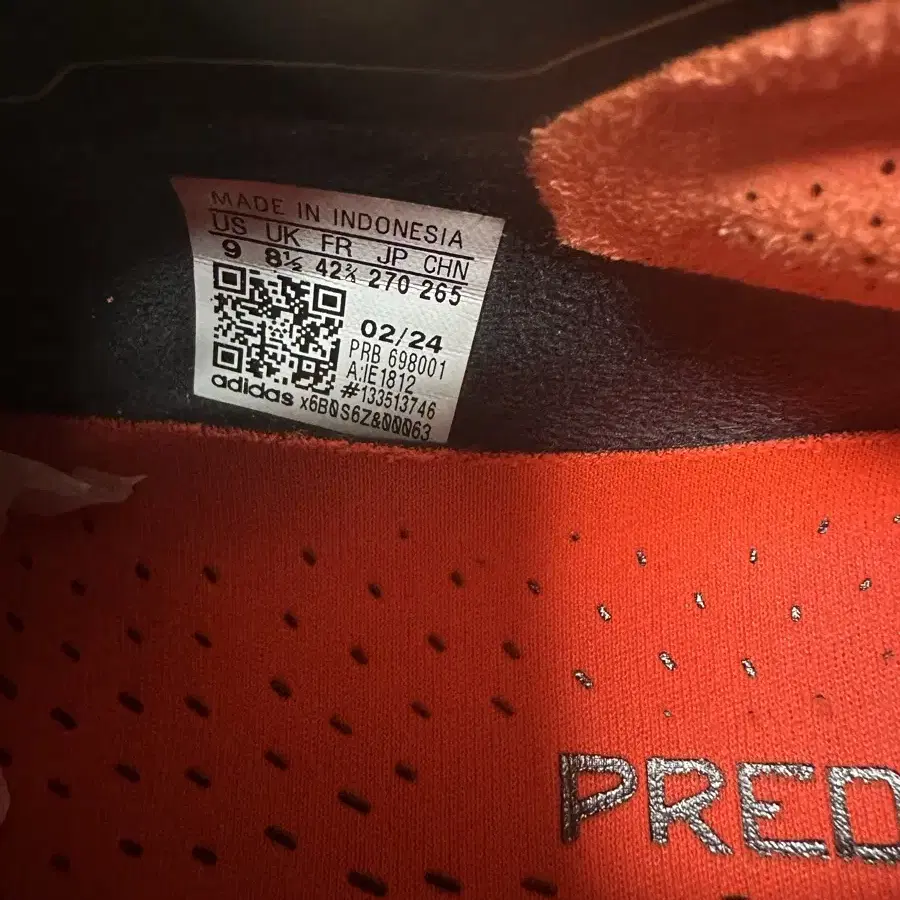 MADE IN INDONESIA
US UK FR JP CHN
9 8½ 42⅔ 270 265
02/24
PRB 698001
A:IE1812
#133513746
adidas x6B0S6Z&00063
PRED